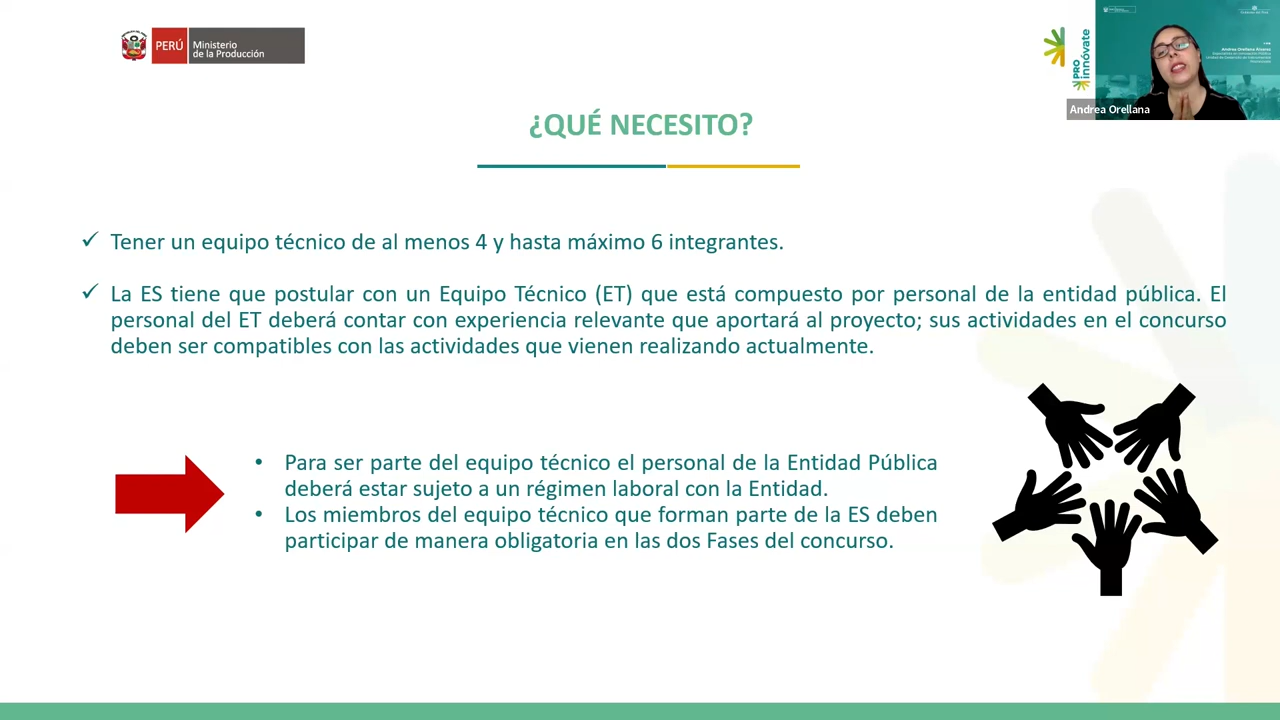 PERÚ
Ministerio
de la Producción
PRO
innóvate
Andrea Orellana Álvarez
Andrea Orellana
¿QUÉ NECESITO?
Tener un equipo técnico de al menos 4 y hasta máximo 6 integrantes.
La ES tiene que postular con un Equipo Técnico (ET) que está compuesto por personal de la entidad pública. El
personal del ET deberá contar con experiencia relevante que aportará al proyecto; sus actividades en el concurso
deben ser compatibles con las actividades que vienen realizando actualmente.
• Para ser parte del equipo técnico el personal de la Entidad Pública
deberá estar sujeto a un régimen laboral con la Entidad.
• Los miembros del equipo técnico que forman parte de la ES deben
participar de manera obligatoria en las dos Fases del concurso.